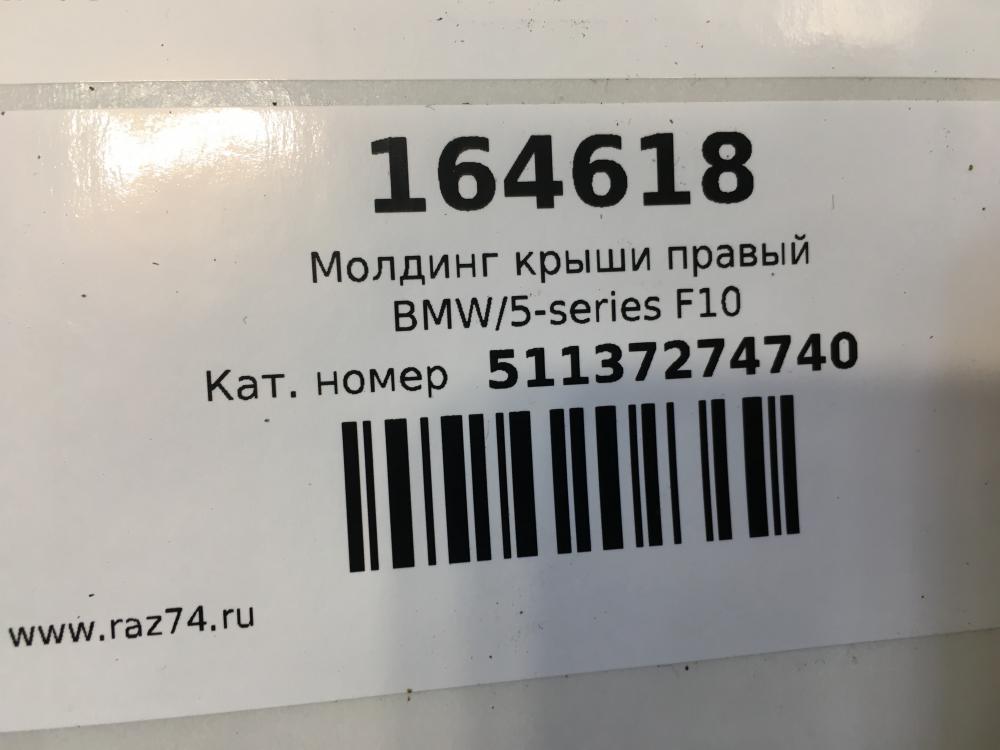 164618
Молдинг крыши правый
BMW/5-series F10
Кат. номер 51137274740
www.raz74.ru